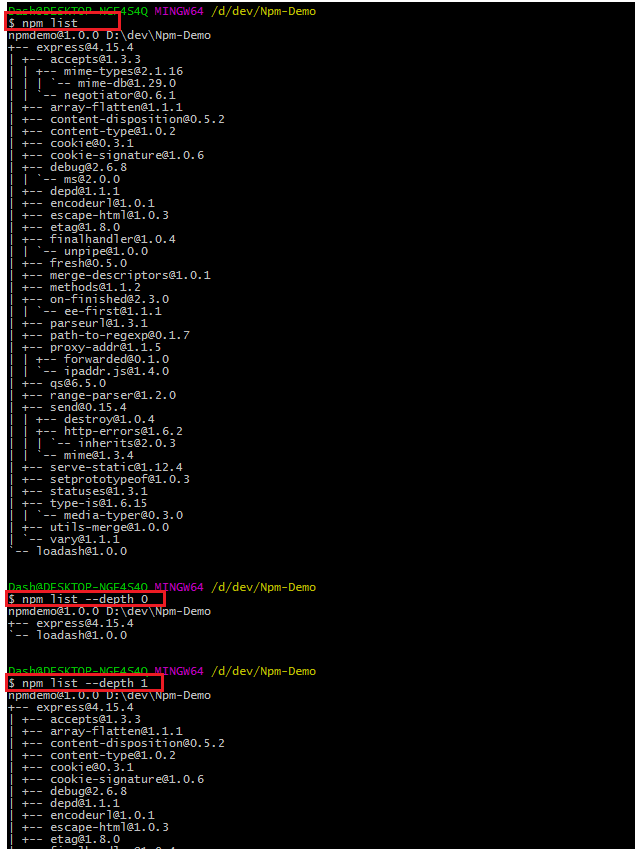 Dash@DESKTOP-NGF4S4Q MINGW64 /d/dev/Npm-Demo
$ npm list
npmdemo@1.0.0 D:\dev\Npm-Demo
+-- express@4.15.4
| +-- accepts@1.3.3
| | +-- mime-types@2.1.16
| | | `-- mime-db@1.29.0
| | `-- negotiator@0.6.1
| +-- array-flatten@1.1.1
| +-- content-disposition@0.5.2
| +-- content-type@1.0.2
| +-- cookie@0.3.1
| +-- cookie-signature@1.0.6
| +-- debug@2.6.8
| | `-- ms@2.0.0
| +-- depd@1.1.1
| +-- encodeurl@1.0.1
| +-- escape-html@1.0.3
| +-- etag@1.8.0
| +-- finalhandler@1.0.4
| | `-- unpipe@1.0.0
| +-- fresh@0.5.0
| +-- merge-descriptors@1.0.1
| +-- methods@1.1.2
| +-- on-finished@2.3.0
| | `-- ee-first@1.1.1
| +-- parseurl@1.3.1
| +-- path-to-regexp@0.1.7
| +-- proxy-addr@1.1.5
| | +-- forwarded@0.1.0
| | `-- ipaddr.js@1.4.0
| +-- qs@6.5.0
| +-- range-parser@1.2.0
| +-- send@0.15.4
| | +-- destroy@1.0.4
| | +-- http-errors@1.6.2
| | | `-- inherits@2.0.3
| | `-- mime@1.3.4
| +-- serve-static@1.12.4
| +-- setprototypeof@1.0.3
| +-- statuses@1.3.1
| +-- type-is@1.6.15
| | `-- media-typer@0.3.0
| +-- utils-merge@1.0.0
| `-- vary@1.1.1
`-- loadash@1.0.0
Dash@DESKTOP-NGF4S4Q MINGW64 /d/dev/Npm-Demo
$ npm list --depth 0
npmdemo@1.0.0 D:\dev\Npm-Demo
+-- express@4.15.4
`-- loadash@1.0.0
Dash@DESKTOP-NGF4S4Q MINGW64 /d/dev/Npm-Demo
$ npm list --depth 1
npmdemo@1.0.0 D:\dev\Npm-Demo
+-- express@4.15.4
| +-- accepts@1.3.3
| +-- array-flatten@1.1.1
| +-- content-disposition@0.5.2
| +-- content-type@1.0.2
| +-- cookie@0.3.1
| +-- cookie-signature@1.0.6
| +-- debug@2.6.8
| +-- depd@1.1.1
| +-- encodeurl@1.0.1
| +-- escape-html@1.0.3
| +-- etag@1.8.0